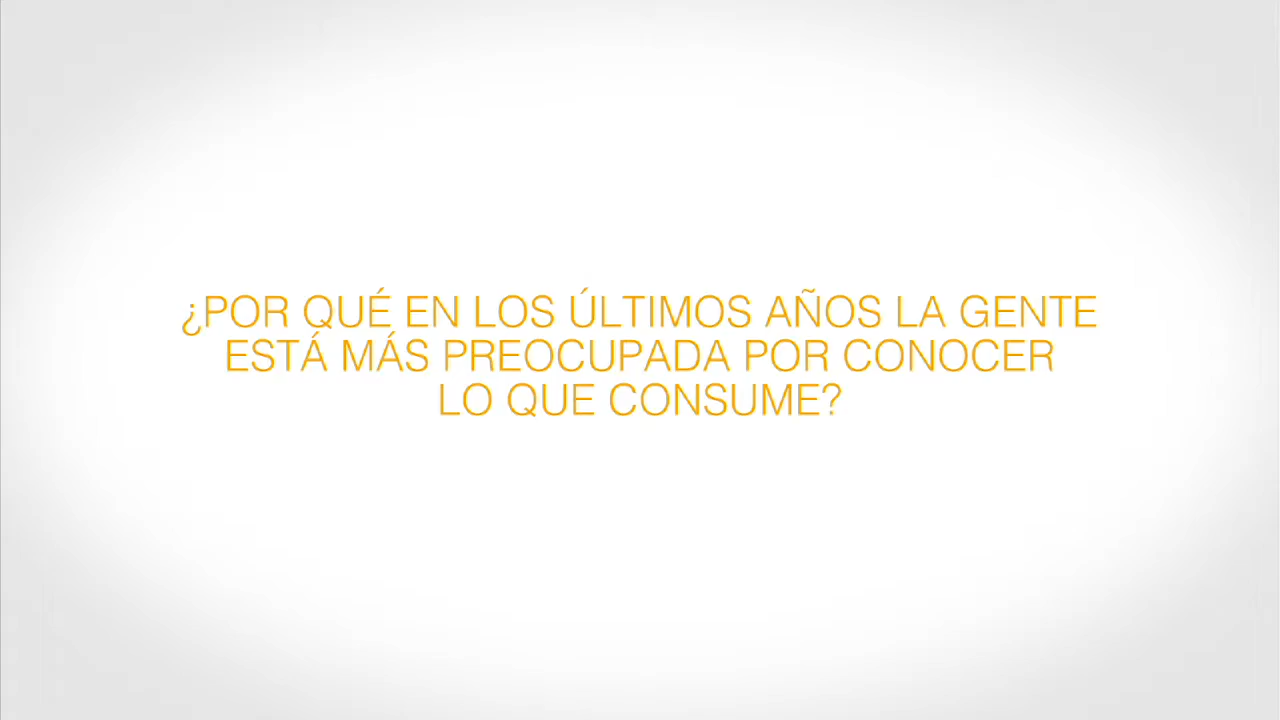 ¿POR QUÉ EN LOS ÚLTIMOS AÑOS LA GENTE
ESTÁ MÁS PREOCUPADA POR CONOCER
LO QUE CONSUME?